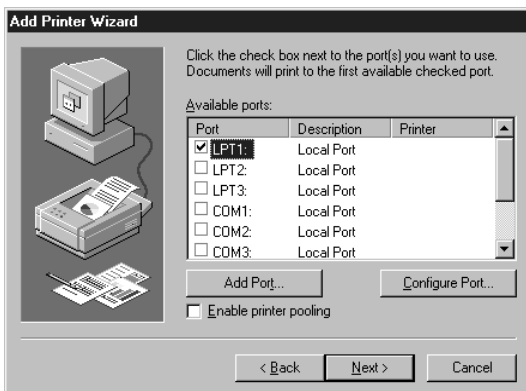 Add Printer Wizard
Click the check box next to the port(s) you want to use.
Documents will print to the first available checked port.
Available ports:
Port Description Printer
LPT1: Local Port
LPT2: Local Port
LPT3: Local Port
COM1: Local Port
COM2: Local Port
COM3: Local Port
Add Port... Configure Port...
Enable printer pooling
< Back Next > Cancel